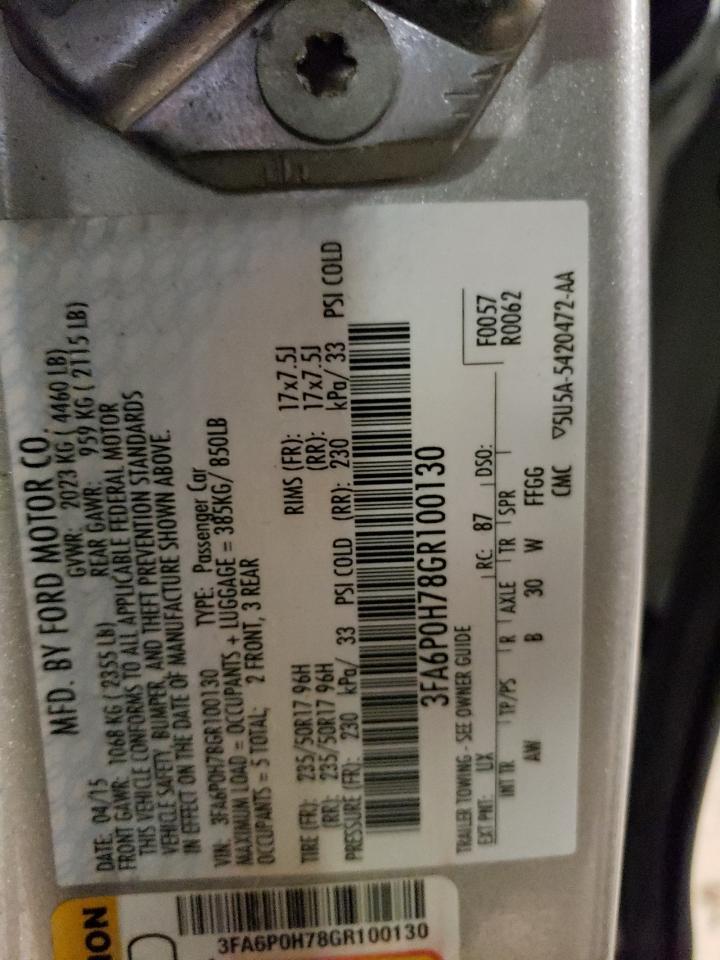 MFD. BY FORD MOTOR CO.
DATE: 04/15 GVWR: 2023 KG ( 4460 LB)
FRONT GAWR: 1068 KG ( 2355 LB) REAR GAWR: 959 KG ( 2115 LB)
THIS VEHICLE CONFORMS TO ALL APPLICABLE FEDERAL MOTOR
VEHICLE SAFETY, BUMPER, AND THEFT PREVENTION STANDARDS
IN EFFECT ON THE DATE OF MANUFACTURE SHOWN ABOVE.
VIN: 3FA6P0H78GR100130 TYPE: Passenger Car
MAXIMUM LOAD = OCCUPANTS + LUGGAGE = 385KG/ 850LB
OCCUPANTS = 5 TOTAL; 2 FRONT, 3 REAR
TIRE (FR): 235/50R17 96H RIMS (FR): 17x7.5J
(RR): 235/50R17 96H (RR): 17x7.5J
PRESSURE (FR): 230 kPa/ 33 PSI COLD (RR): 230 kPa/ 33 PSI COLD
3FA6P0H78GR100130
TRAILER TOWING - SEE OWNER GUIDE
F0057
R0062
EXT PNT: UX RC: 87 DSO:
INT TR TP/PS R AXLE TR SPR
AW B 30 W FFGG
CMC ▽5U5A-5420472-AA
ION
3FA6P0H78GR100130